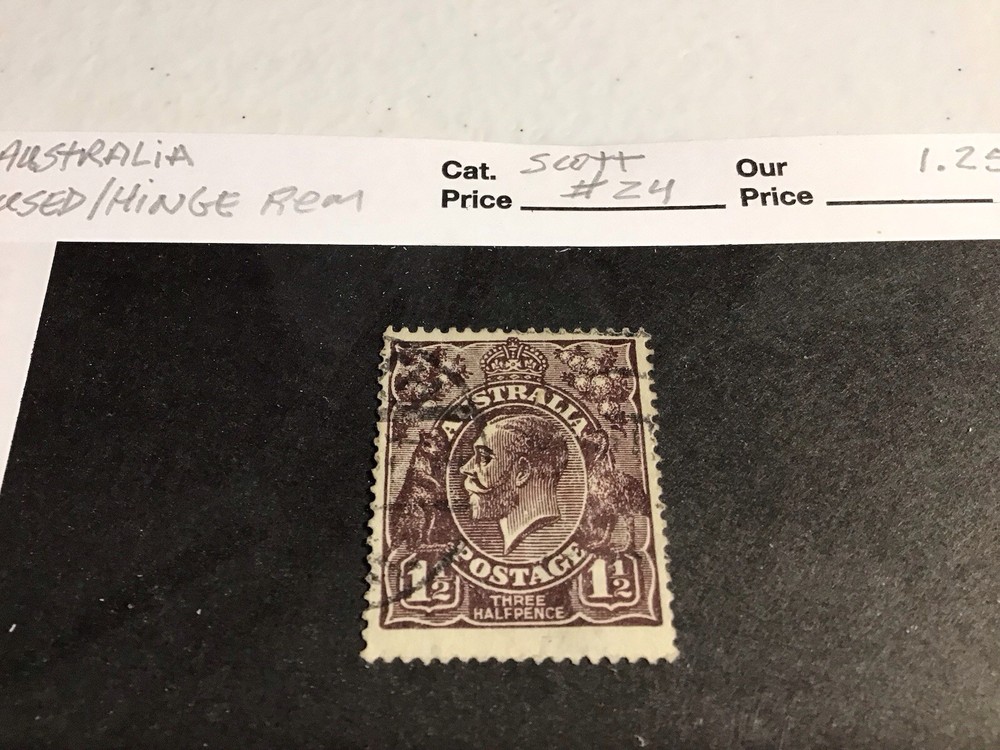 AUSTRALIA
USED/HINGE Rem
Cat. Scott
Price #24
Our 1.25
Price
AUSTRALIA
POSTAGE
1½ 1½
THREE
HALFPENCE